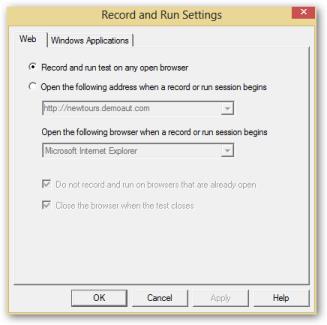 Record and Run Settings
Web
Windows Applications
Record and run test on any open browser
Open the following address when a record or run session begins
http://newtours.demoaut.com
Open the following browser when a record or run session begins
Microsoft Internet Explorer
Do not record and run on browsers that are already open
Close the browser when the test closes
OK
Cancel
Apply
Help